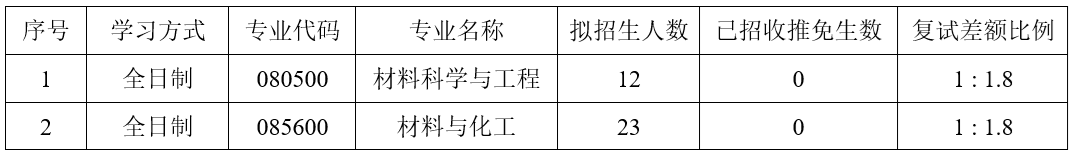 序号 学习方式 专业代码 专业名称 拟招生人数 已招收推免生数 复试差额比例
1 全日制 080500 材料科学与工程 12 0 1 : 1.8
2 全日制 085600 材料与化工 23 0 1 : 1.8